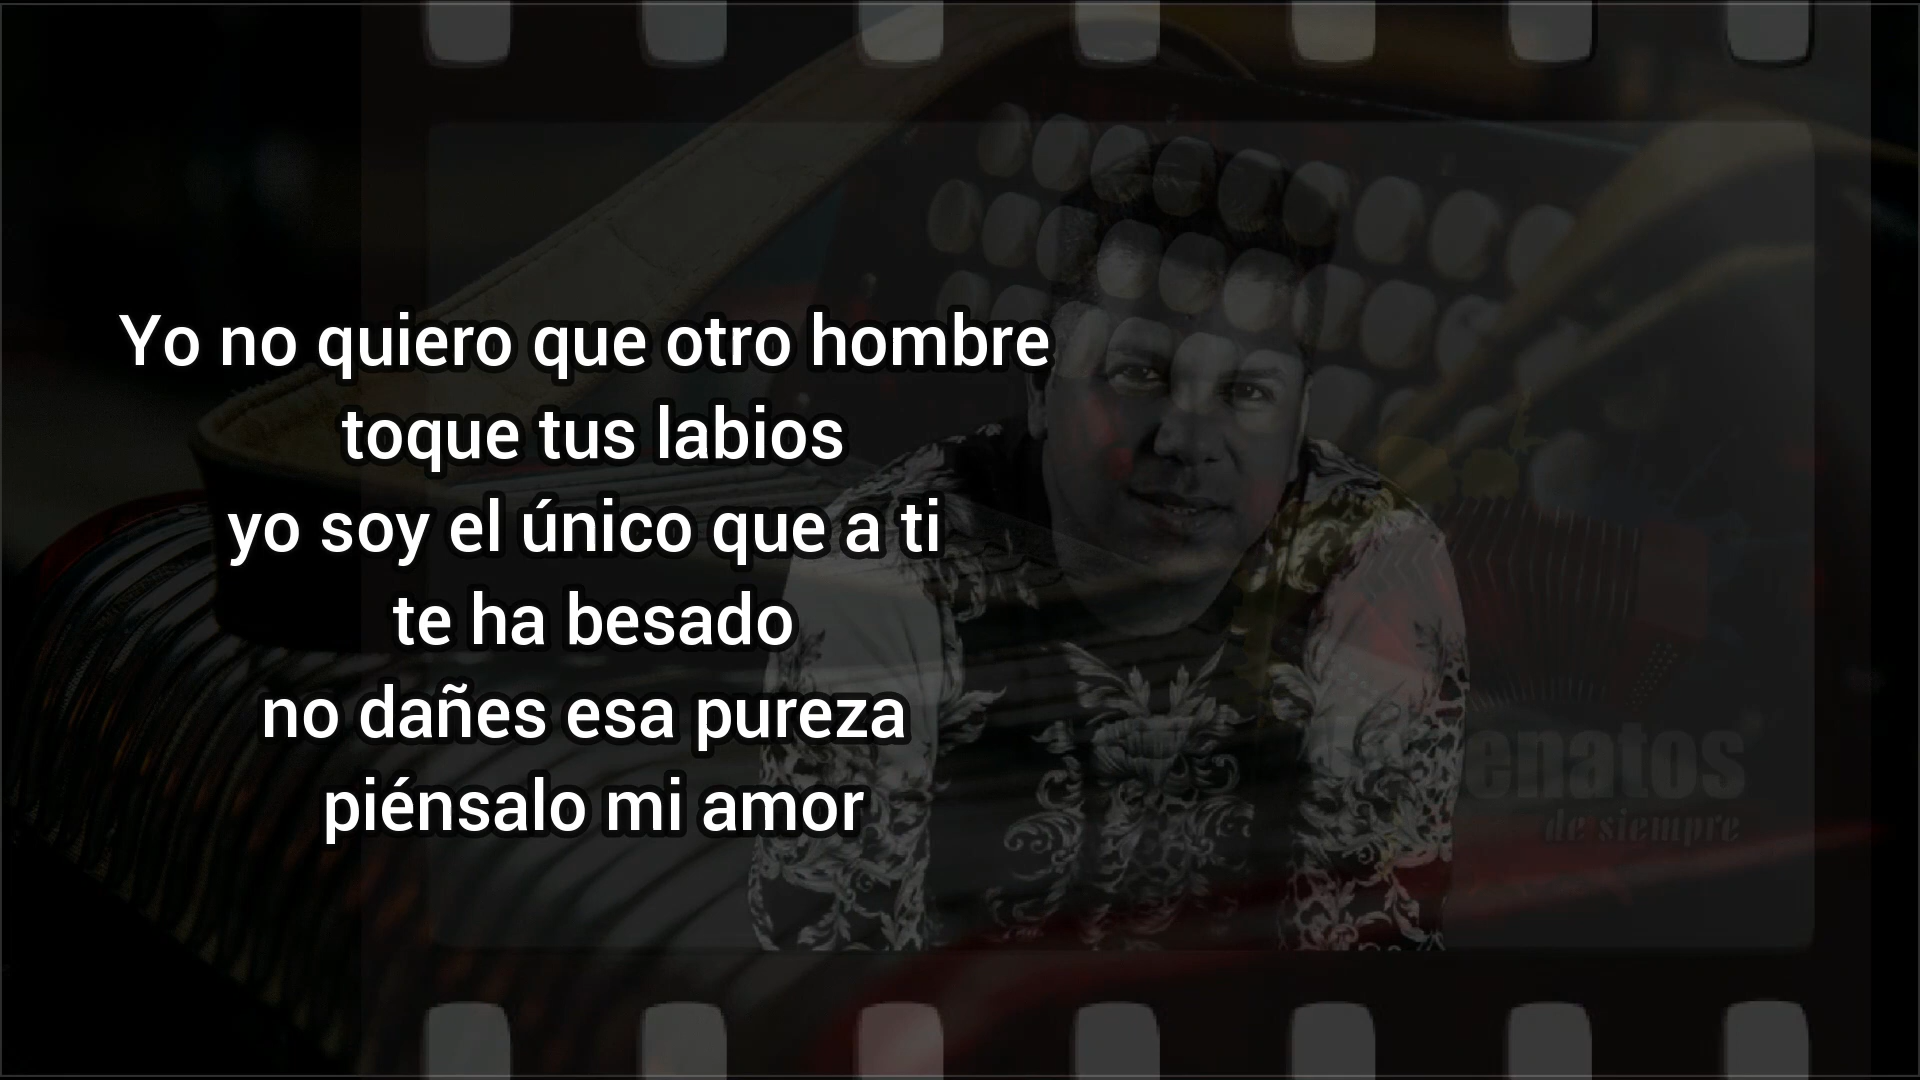 Yo no quiero que otro hombre
toque tus labios
yo soy el único que a ti
te ha besado
no dañes esa pureza
piénsalo mi amor
enatos
de siempre